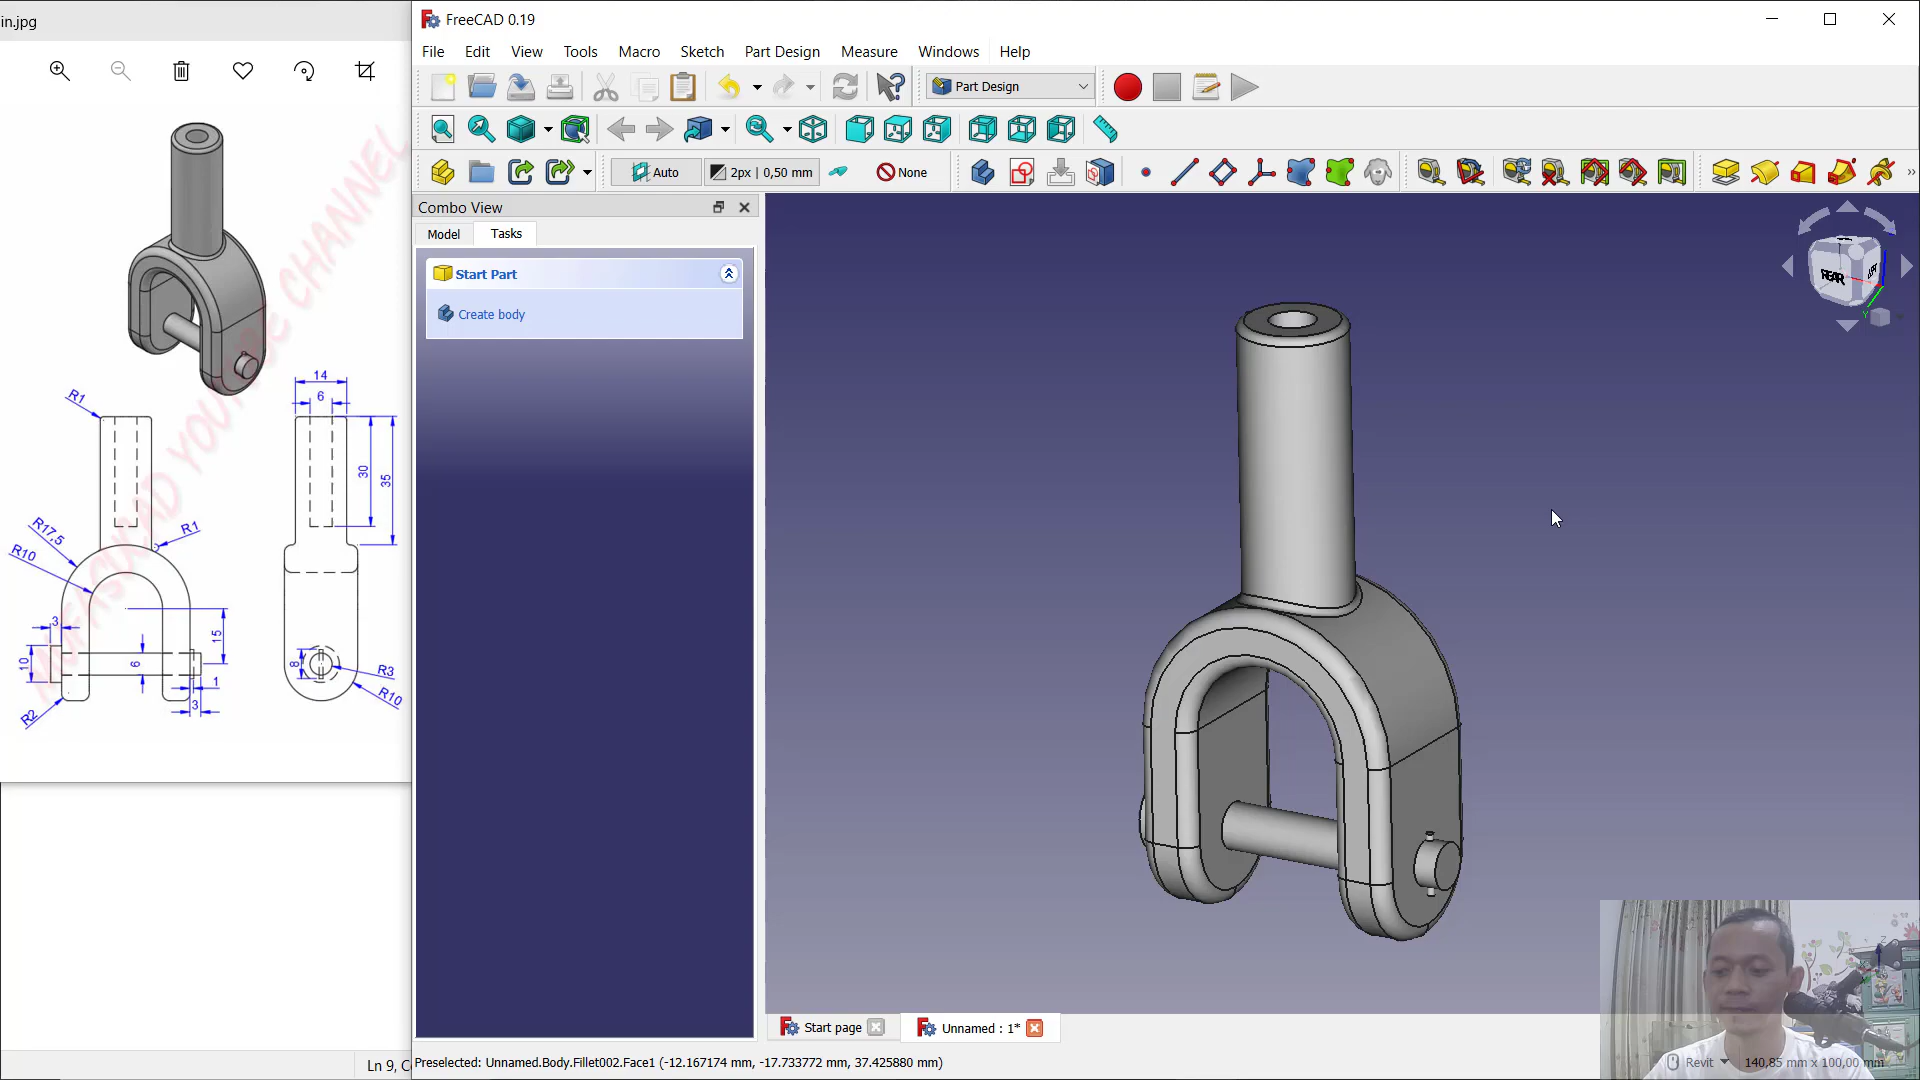 in.jpg
FreeCAD 0.19
File Edit View Tools Macro Sketch Part Design Measure Windows Help
Part Design
Auto
2px | 0,50 mm
None
Combo View
Model
Tasks
Start Part
Create body
REAR
Y
MUFASUCAD YOUTUBE CHANNEL
14
6
R1
30
35
R17,5
R1
R10
3
15
10
6
8
R3
1
R10
3
R2
Start page
Unnamed : 1*
Preselected: Unnamed.Body.Fillet002.Face1 (-12.167174 mm, -17.733772 mm, 37.425880 mm)
Ln 9, C
Revit
140,85 mm x 100,00 mm